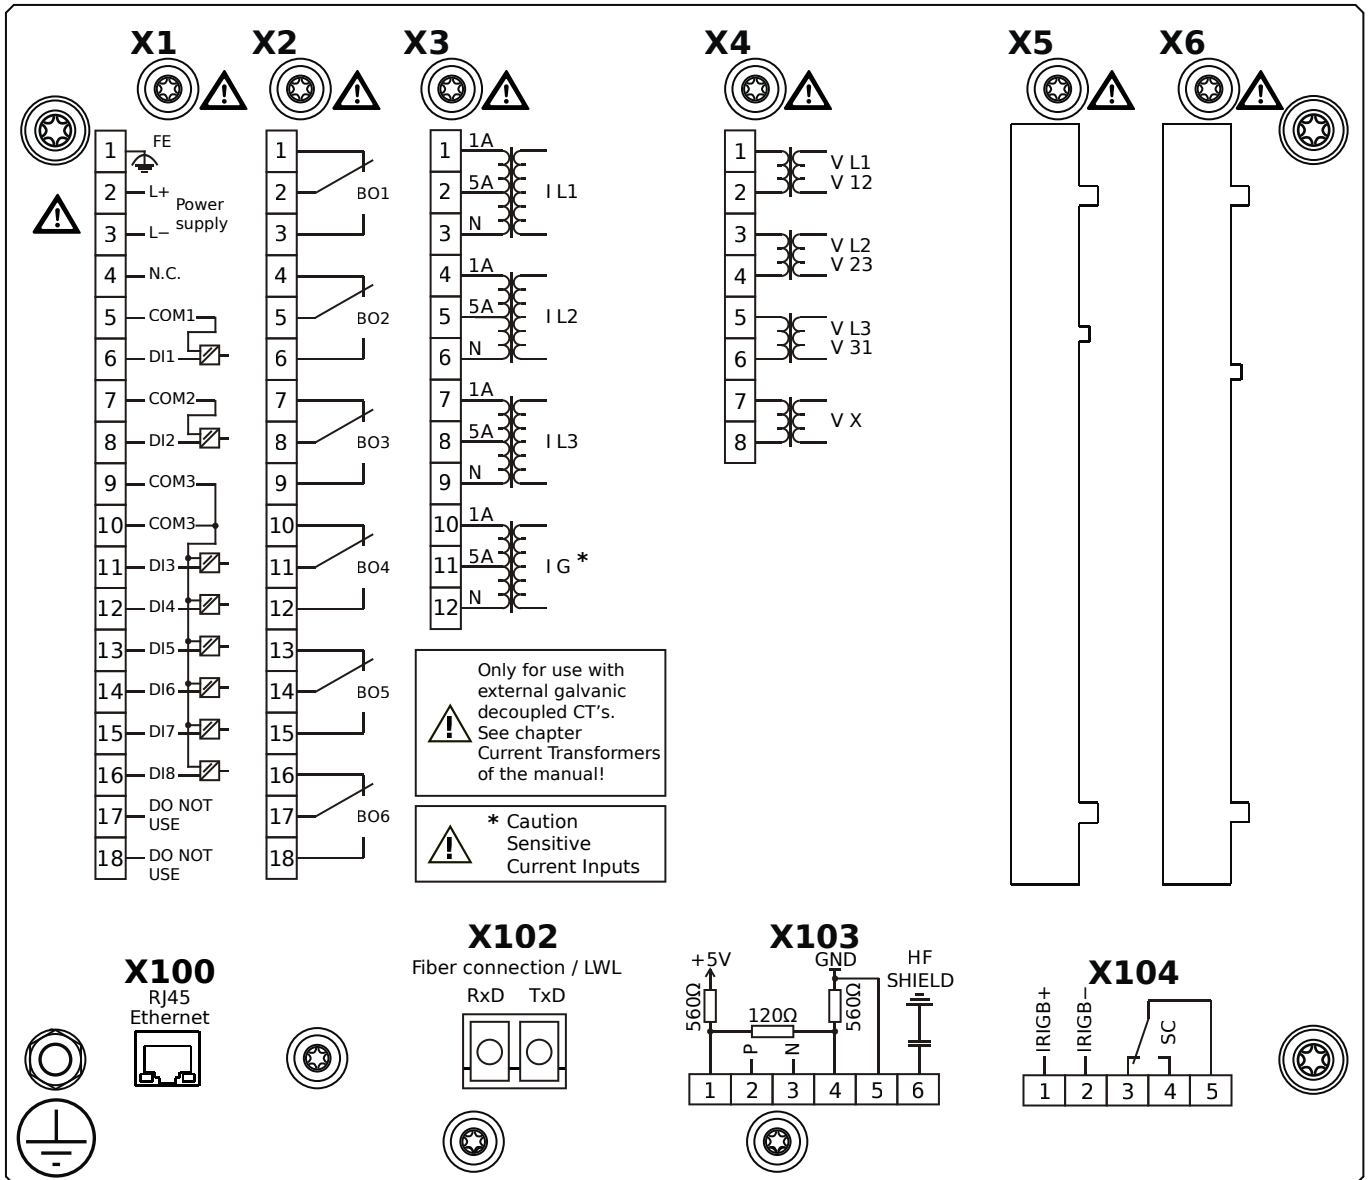 X1
X2
X3
X4
X5
X6
1 FE
2 L+ Power
supply
3 L−
4 N.C.
5 COM1
6 DI1
7 COM2
8 DI2
9 COM3
10 COM3
11 DI3
12 DI4
13 DI5
14 DI6
15 DI7
16 DI8
17 DO NOT
USE
18 DO NOT
USE
1
2 BO1
3
4
5 BO2
6
7
8 BO3
9
10
11 BO4
12
13
14 BO5
15
16
17 BO6
18
1 1A
2 5A I L1
3 N
4 1A
5 5A I L2
6 N
7 1A
8 5A I L3
9 N
10 1A
11 5A I G *
12 N
Only for use with
external galvanic
decoupled CT's.
See chapter
Current Transformers
of the manual!
* Caution
Sensitive
Current Inputs
1 V L1
2 V 12
3 V L2
4 V 23
5 V L3
6 V 31
7 V X
8
X100
RJ45
Ethernet
X102
Fiber connection / LWL
RxD TxD
X103
+5V GND HF
SHIELD
560Ω 120Ω 560Ω
P N
1 2 3 4 5 6
X104
IRIGB+ IRIGB− SC
1 2 3 4 5